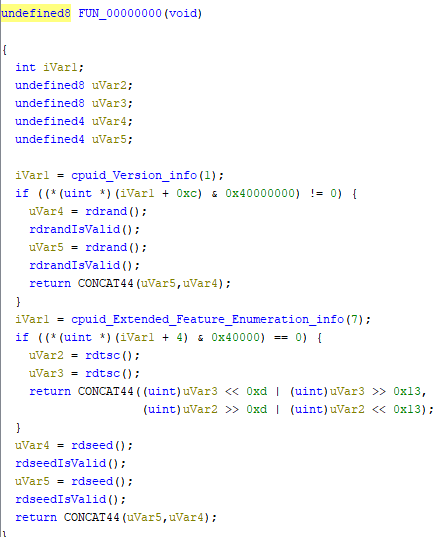 undefined8 FUN_00000000(void)
{
int iVar1;
undefined8 uVar2;
undefined8 uVar3;
undefined4 uVar4;
undefined4 uVar5;
iVar1 = cpuid_Version_info(1);
if ((*(uint *)(iVar1 + 0xc) & 0x40000000) != 0) {
uVar4 = rdrand();
rdrandIsValid();
uVar5 = rdrand();
rdrandIsValid();
return CONCAT44(uVar5,uVar4);
}
iVar1 = cpuid_Extended_Feature_Enumeration_info(7);
if ((*(uint *)(iVar1 + 4) & 0x40000) == 0) {
uVar2 = rdtsc();
uVar3 = rdtsc();
return CONCAT44((uint)uVar3 << 0xd | (uint)uVar3 >> 0x13,
(uint)uVar2 >> 0xd | (uint)uVar2 << 0x13);
}
uVar4 = rdseed();
rdseedIsValid();
uVar5 = rdseed();
rdseedIsValid();
return CONCAT44(uVar5,uVar4);
}